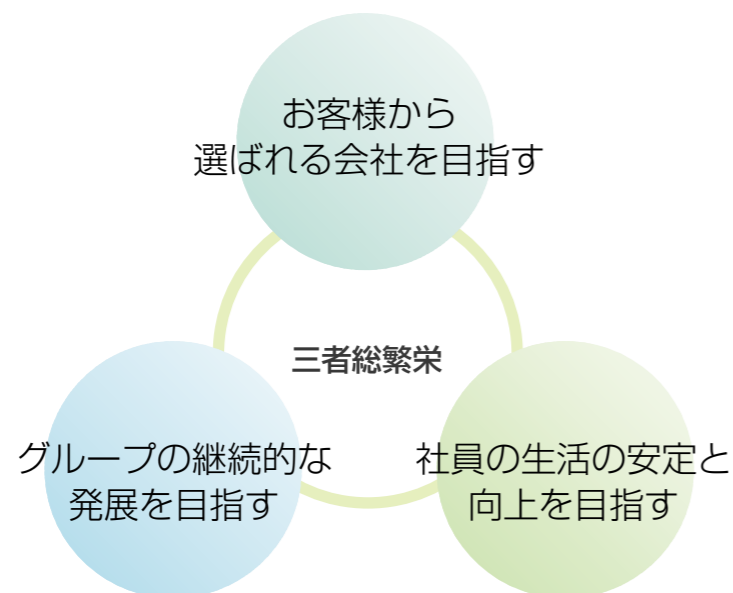 お客様から
選ばれる会社を目指す
三者総繁栄
グループの継続的な
発展を目指す
社員の生活の安定と
向上を目指す